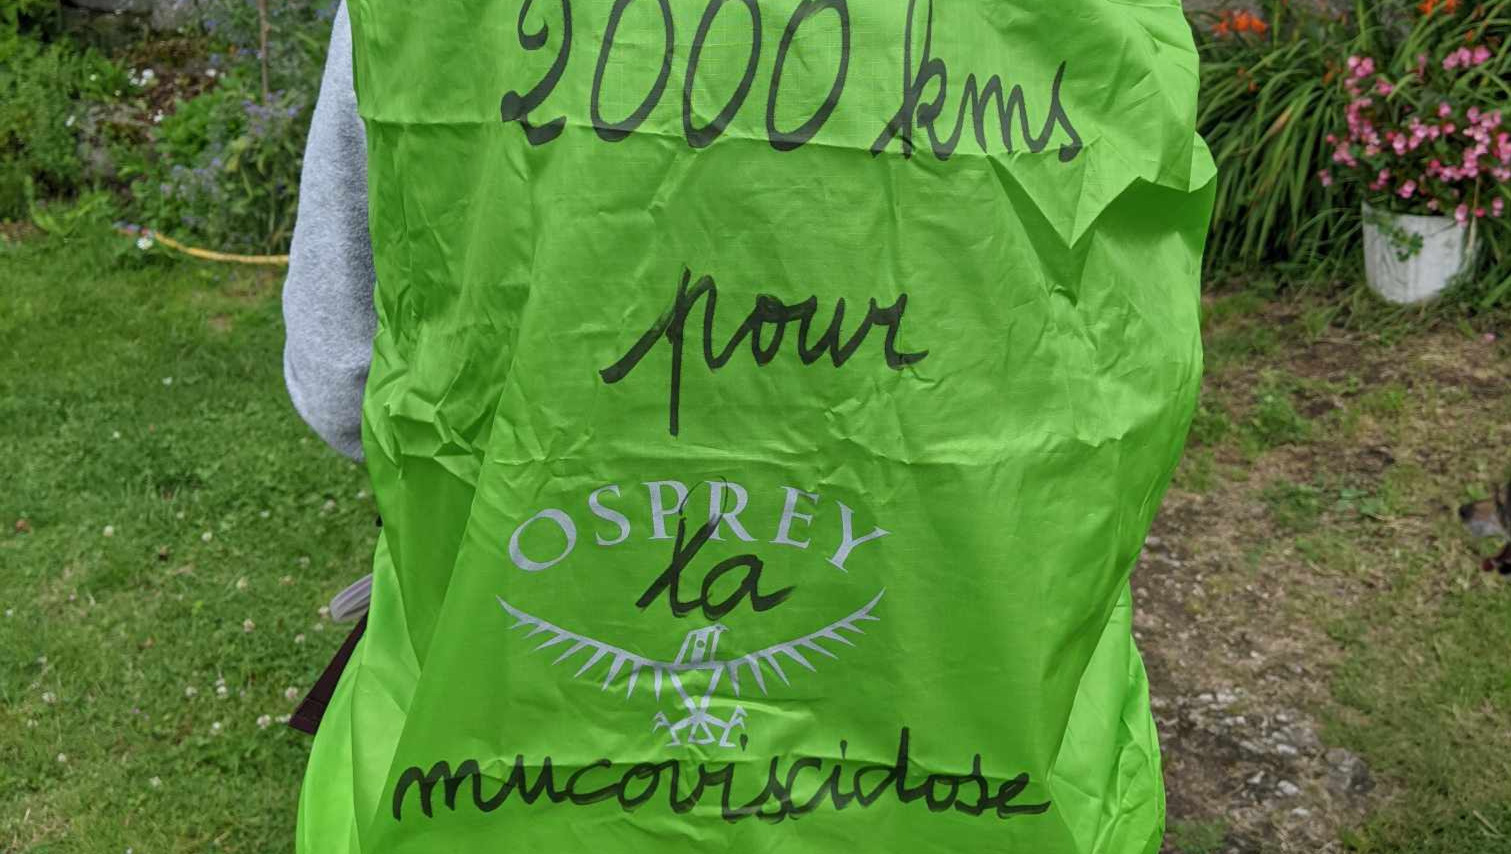 2000 kms
pour
OSPREY
la
mucoviscidose